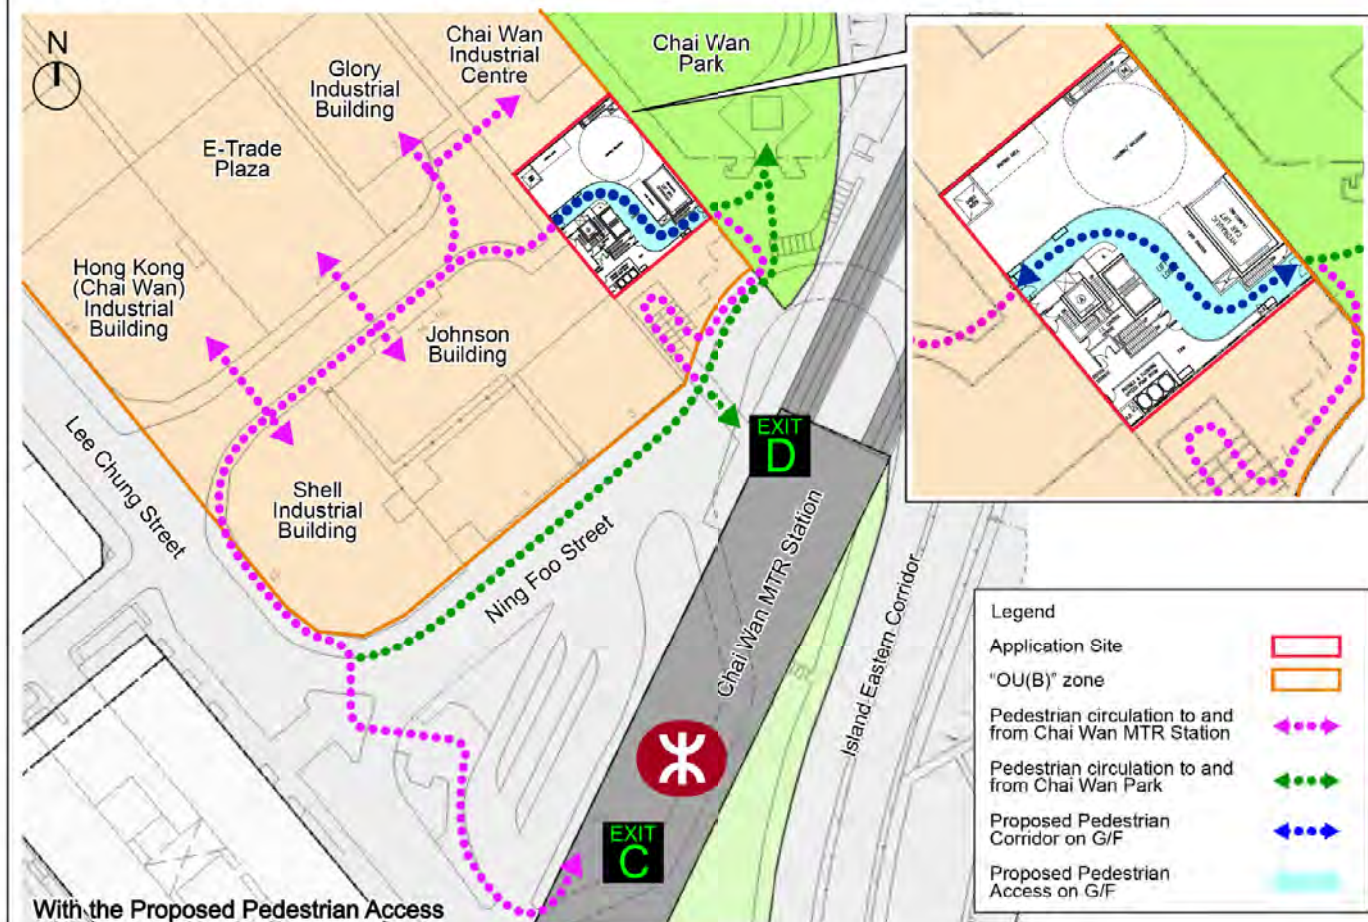 N
Chai Wan
Industrial
Centre
Glory
Industrial
Building
Chai Wan
Park
E-Trade
Plaza
Hong Kong
(Chai Wan)
Industrial
Building
Johnson
Building
Lee Chung Street
Shell
Industrial
Building
Ning Foo Street
EXIT
D
Chai Wan MTR Station
Island Eastern Corridor
EXIT
C
With the Proposed Pedestrian Access
HYDRAULIC
CAR LIFT
Legend
Application Site
"OU(B)" zone
Pedestrian circulation to and
from Chai Wan MTR Station
Pedestrian circulation to and
from Chai Wan Park
Proposed Pedestrian
Corridor on G/F
Proposed Pedestrian
Access on G/F